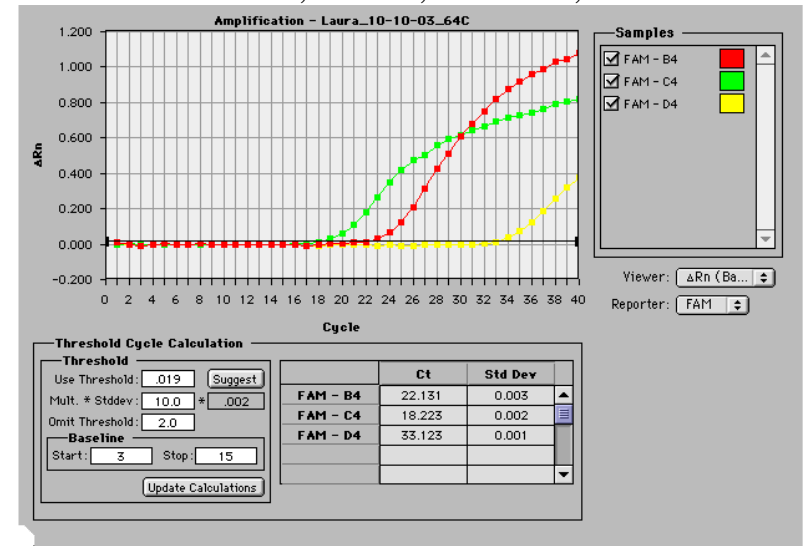 Amplification - Laura_10-10-03_64C
1.200
1.000
0.800
0.600
0.400
0.200
0.000
-0.200
ΔRn
0 2 4 6 8 10 12 14 16 18 20 22 24 26 28 30 32 34 36 38 40
Cycle
Samples
FAM - B4
FAM - C4
FAM - D4
Viewer: ΔRn (Ba...
Reporter: FAM
Threshold Cycle Calculation
Threshold
Use Threshold: .019 Suggest
Mult. * Stddev: 10.0 * .002
Omit Threshold: 2.0
Baseline
Start: 3 Stop: 15
Update Calculations
Ct Std Dev
FAM - B4 22.131 0.003
FAM - C4 18.223 0.002
FAM - D4 33.123 0.001